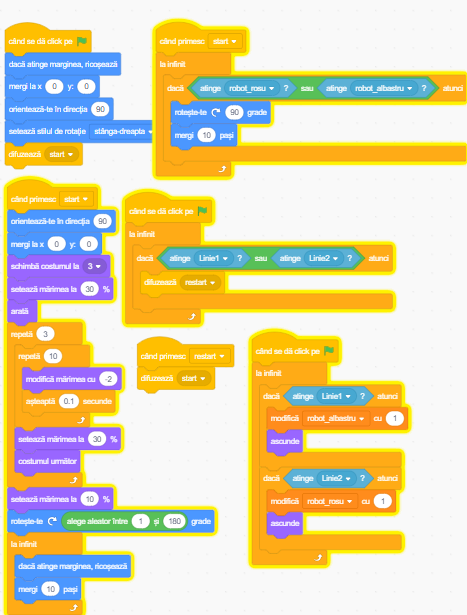 când se dă click pe
dacă atinge marginea, ricoșează
mergi la x 0 y: 0
orientează-te în direcția 90
setează stilul de rotație stânga-dreapta
difuzează start
când primesc start
la infinit
dacă atinge robot_rosu ? sau atinge robot_albastru ? atunci
rotește-te 90 grade
mergi 10 pași
când primesc start
orientează-te în direcția 90
mergi la x 0 y: 0
schimbă costumul la 3
setează mărimea la 30 %
arată
repetă 3
repetă 10
modifică mărimea cu -2
așteaptă 0.1 secunde
setează mărimea la 30 %
costumul următor
setează mărimea la 10 %
rotește-te alege aleator între 1 și 180 grade
la infinit
dacă atinge marginea, ricoșează
mergi 10 pași
când se dă click pe
la infinit
dacă atinge Linie1 ? sau atinge Linie2 ? atunci
difuzează restart
când primesc restart
difuzează start
când se dă click pe
la infinit
dacă atinge Linie1 ? atunci
modifică robot_albastru cu 1
ascunde
dacă atinge Linie2 ? atunci
modifică robot_rosu cu 1
ascunde